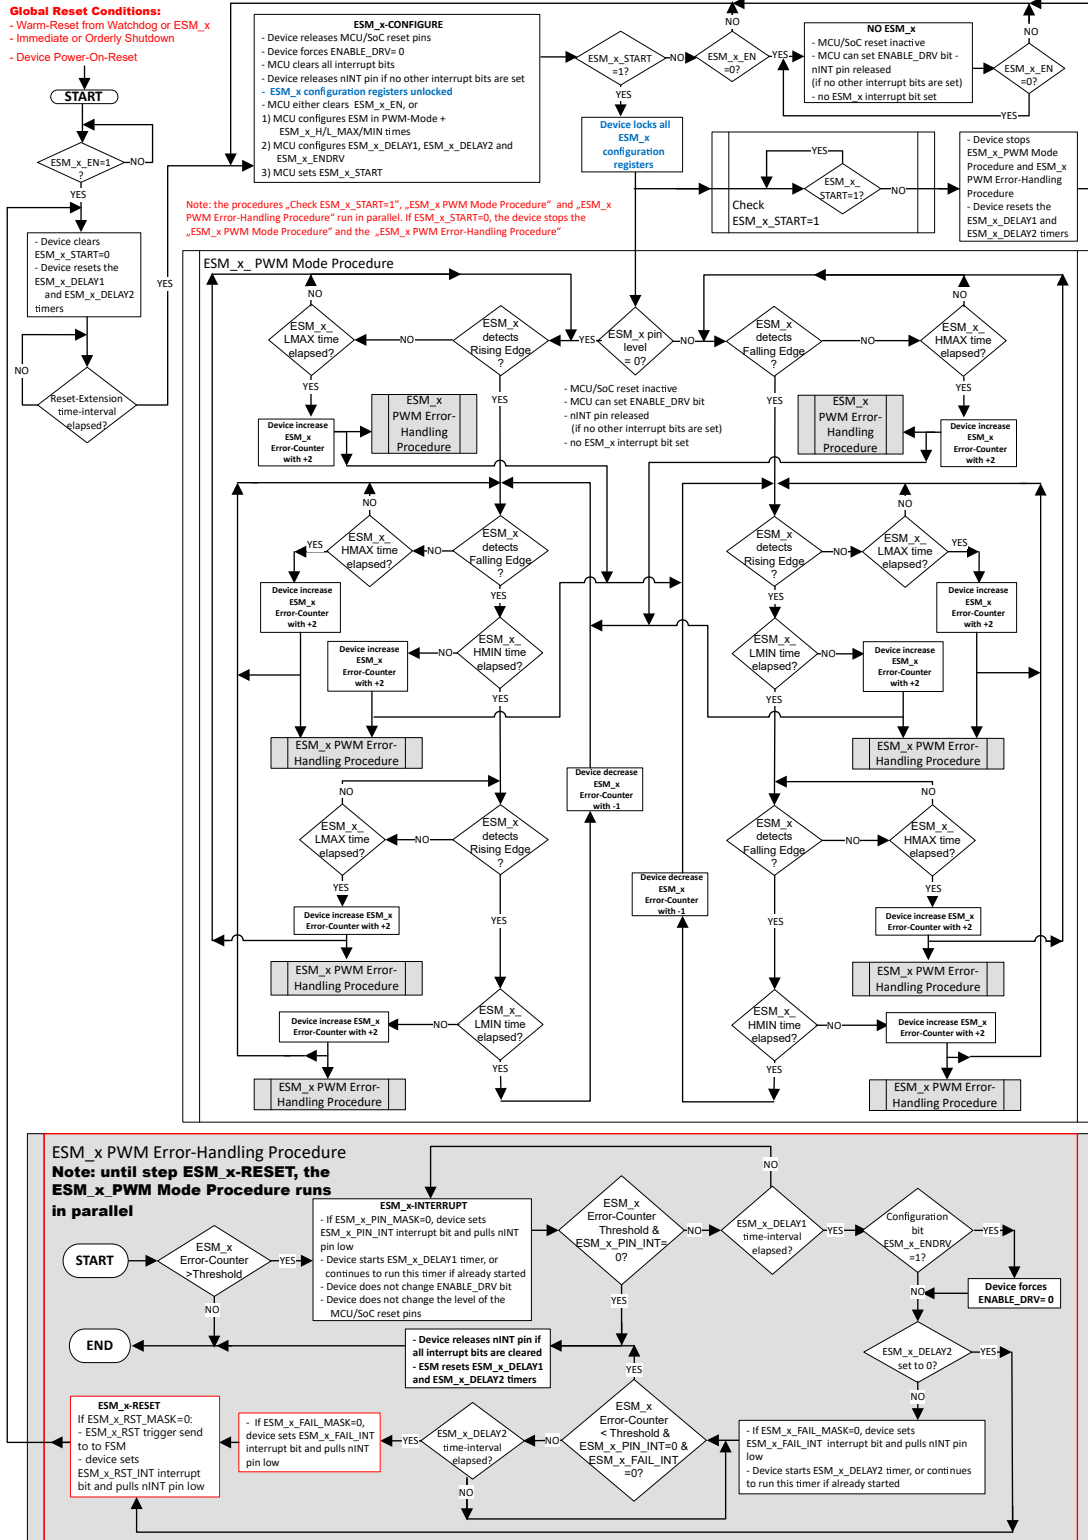 Global Reset Conditions:
- Warm-Reset from Watchdog or ESM_x
- Immediate or Orderly Shutdown
- Device Power-On-Reset
START
ESM_x_EN=1
?
NO
YES
- Device clears
ESM_x_START=0
- Device resets the
ESM_x_DELAY1
and ESM_x_DELAY2
timers
NO
Reset-Extension
time-interval
elapsed?
YES
ESM_x-CONFIGURE
- Device releases MCU/SoC reset pins
- Device forces ENABLE_DRV= 0
- MCU clears all interrupt bits
- Device releases nINT pin if no other interrupt bits are set
- ESM_x configuration registers unlocked
- MCU either clears ESM_x_EN, or
1) MCU configures ESM in PWM-Mode +
ESM_x_H/L_MAX/MIN times
2) MCU configures ESM_x_DELAY1, ESM_x_DELAY2 and
ESM_x_ENDRV
3) MCU sets ESM_x_START
ESM_x_START
=1?
NO
YES
NO
ESM_x_EN
=0?
YES
NO ESM_x
- MCU/SoC reset inactive
- MCU can set ENABLE_DRV bit -
nINT pin released
(if no other interrupt bits are set)
- no ESM_x interrupt bit set
NO
ESM_x_EN
=0?
YES
Device locks all
ESM_x
configuration
registers
YES
ESM_x_
START=1?
NO
Check
ESM_x_START=1
- Device stops
ESM_x_PWM Mode
Procedure and ESM_x
PWM Error-Handling
Procedure
- Device resets the
ESM_x_DELAY1 and
ESM_x_DELAY2 timers
Note: the procedures „Check ESM_x_START=1", „ESM_x PWM Mode Procedure“ and „ESM_x
PWM Error-Handling Procedure“ run in parallel. If ESM_x_START=0, the device stops the
„ESM_x PWM Mode Procedure“ and the „ESM_x PWM Error-Handling Procedure“
ESM_x_ PWM Mode Procedure
NO
ESM_x_
LMAX time
elapsed?
NO
ESM_x
detects
Rising Edge
?
YES
ESM_x pin
level
= 0?
NO
ESM_x
detects
Falling Edge
?
NO
NO
ESM_x_
HMAX time
elapsed?
YES
YES
YES
YES
- MCU/SoC reset inactive
- MCU can set ENABLE_DRV bit
- nINT pin released
(if no other interrupt bits are set)
- no ESM_x interrupt bit set
Device increase
ESM_x
Error-Counter
with +2
ESM_x
PWM Error-
Handling
Procedure
ESM_x
PWM Error-
Handling
Procedure
Device increase
ESM_x
Error-Counter
with +2
NO
YES
ESM_x_
HMAX time
elapsed?
NO
ESM_x
detects
Falling Edge
?
ESM_x
detects
Rising Edge
?
NO
NO
ESM_x_
LMAX time
elapsed?
YES
Device increase
ESM_x
Error-Counter
with +2
YES
YES
Device increase
ESM_x
Error-Counter
with +2
Device increase
ESM_x
Error-Counter
with +2
NO
ESM_x_
HMIN time
elapsed?
ESM_x_
LMIN time
elapsed?
NO
Device increase
ESM_x
Error-Counter
with +2
YES
YES
ESM_x PWM Error-
Handling Procedure
ESM_x PWM Error-
Handling Procedure
Device decrease
ESM_x
Error-Counter
with -1
NO
ESM_x_
LMAX time
elapsed?
NO
ESM_x
detects
Rising Edge
?
ESM_x
detects
Falling Edge
?
NO
NO
ESM_x_
HMAX time
elapsed?
YES
YES
Device decrease
ESM_x
Error-Counter
with -1
YES
YES
Device increase ESM_x
Error-Counter with +2
Device increase ESM_x
Error-Counter with +2
ESM_x PWM Error-
Handling Procedure
ESM_x PWM Error-
Handling Procedure
Device increase ESM_x
Error-Counter with +2
NO
ESM_x_
LMIN time
elapsed?
ESM_x_
HMIN time
elapsed?
NO
Device increase ESM_x
Error-Counter with +2
YES
YES
ESM_x PWM Error-
Handling Procedure
ESM_x PWM Error-
Handling Procedure
ESM_x PWM Error-Handling Procedure
Note: until step ESM_x-RESET, the
ESM_x_PWM Mode Procedure runs
in parallel
START
ESM_x
Error-Counter
>Threshold
YES
NO
ESM_x-INTERRUPT
- If ESM_x_PIN_MASK=0, device sets
ESM_x_PIN_INT interrupt bit and pulls nINT
pin low
- Device starts ESM_x_DELAY1 timer, or
continues to run this timer if already started
- Device does not change ENABLE_DRV bit
- Device does not change the level of the
MCU/SoC reset pins
ESM_x
Error-Counter
Threshold &
ESM_x_PIN_INT=
0?
NO
YES
NO
ESM_x_DELAY1
time-interval
elapsed?
YES
Configuration
bit
ESM_x_ENDRV
=1?
YES
NO
Device forces
ENABLE_DRV= 0
END
- Device releases nINT pin if
all interrupt bits are cleared
- ESM resets ESM_x_DELAY1
and ESM_x_DELAY2 timers
ESM_x_DELAY2
set to 0?
YES
NO
YES
ESM_x-RESET
If ESM_x_RST_MASK=0:
- ESM_x_RST trigger send
to to FSM
- device sets
ESM_x_RST_INT interrupt
bit and pulls nINT pin low
- If ESM_x_FAIL_MASK=0,
device sets ESM_x_FAIL_INT
interrupt bit and pulls nINT
pin low
YES
ESM_x_DELAY2
time-interval
elapsed?
NO
NO
ESM_x
Error-Counter
< Threshold &
ESM_x_PIN_INT=0 &
ESM_x_FAIL_INT
=0?
- If ESM_x_FAIL_MASK=0, device sets
ESM_x_FAIL_INT interrupt bit and pulls nINT pin
low
- Device starts ESM_x_DELAY2 timer, or continues
to run this timer if already started